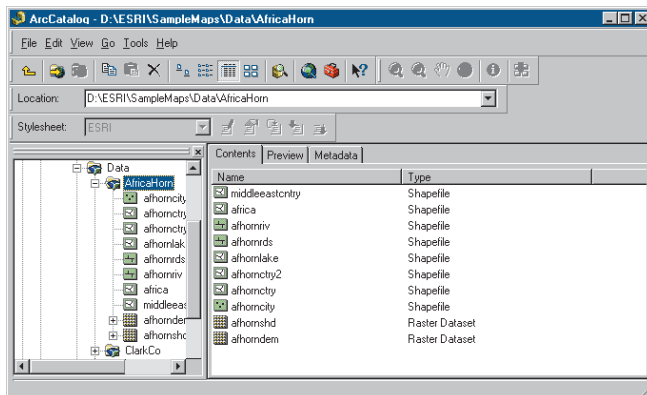 ArcCatalog - D:\ESRI\SampleMaps\Data\AfricaHorn
File Edit View Go Tools Help
Location: D:\ESRI\SampleMaps\Data\AfricaHorn
Stylesheet: ESRI
Contents Preview Metadata
Data
AfricaHorn
afhorncity
afhornctry
afhornctry
afhornlak
afhornrds
afhornriv
africa
middleeas
afhornder
afhornshd
ClarkCo
Name Type
middleeastcntry Shapefile
africa Shapefile
afhornriv Shapefile
afhornrds Shapefile
afhornlake Shapefile
afhornctry2 Shapefile
afhornctry Shapefile
afhorncity Shapefile
afhornshd Raster Dataset
afhorndem Raster Dataset